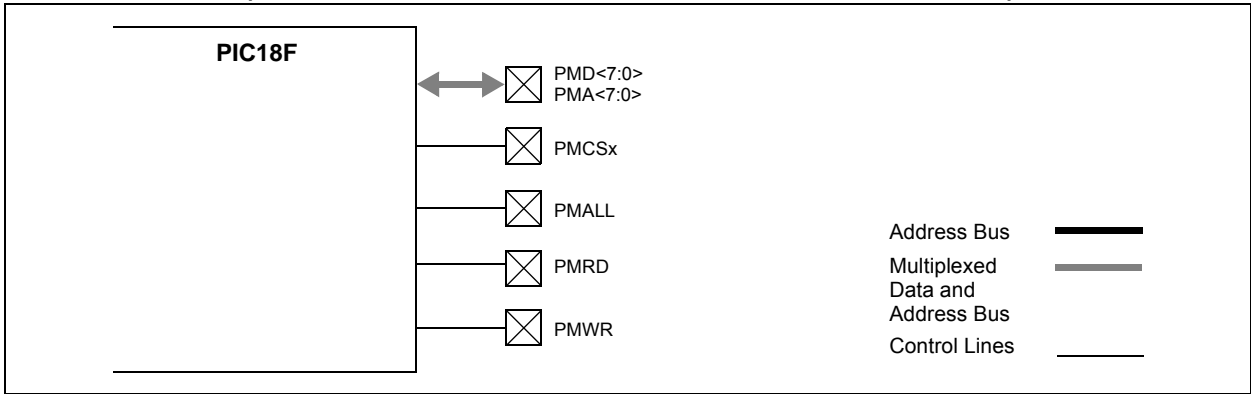 PIC18F
PMD<7:0>
PMA<7:0>
PMCSx
PMALL
PMRD
PMWR
Address Bus
Multiplexed
Data and
Address Bus
Control Lines